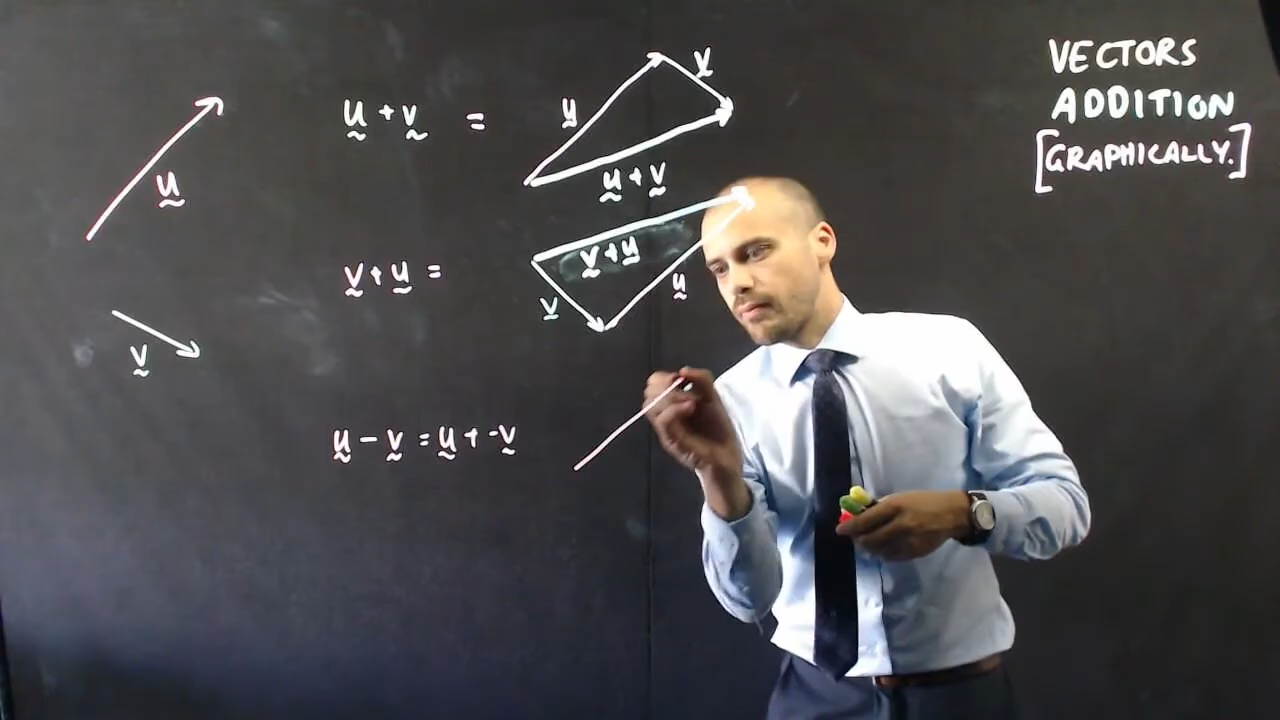 VECTORS
ADDITION
[GRAPHICALLY.]
u
v
u + v =
u
v
u + v
v + u =
v + u
v
u
u - v = u + -v